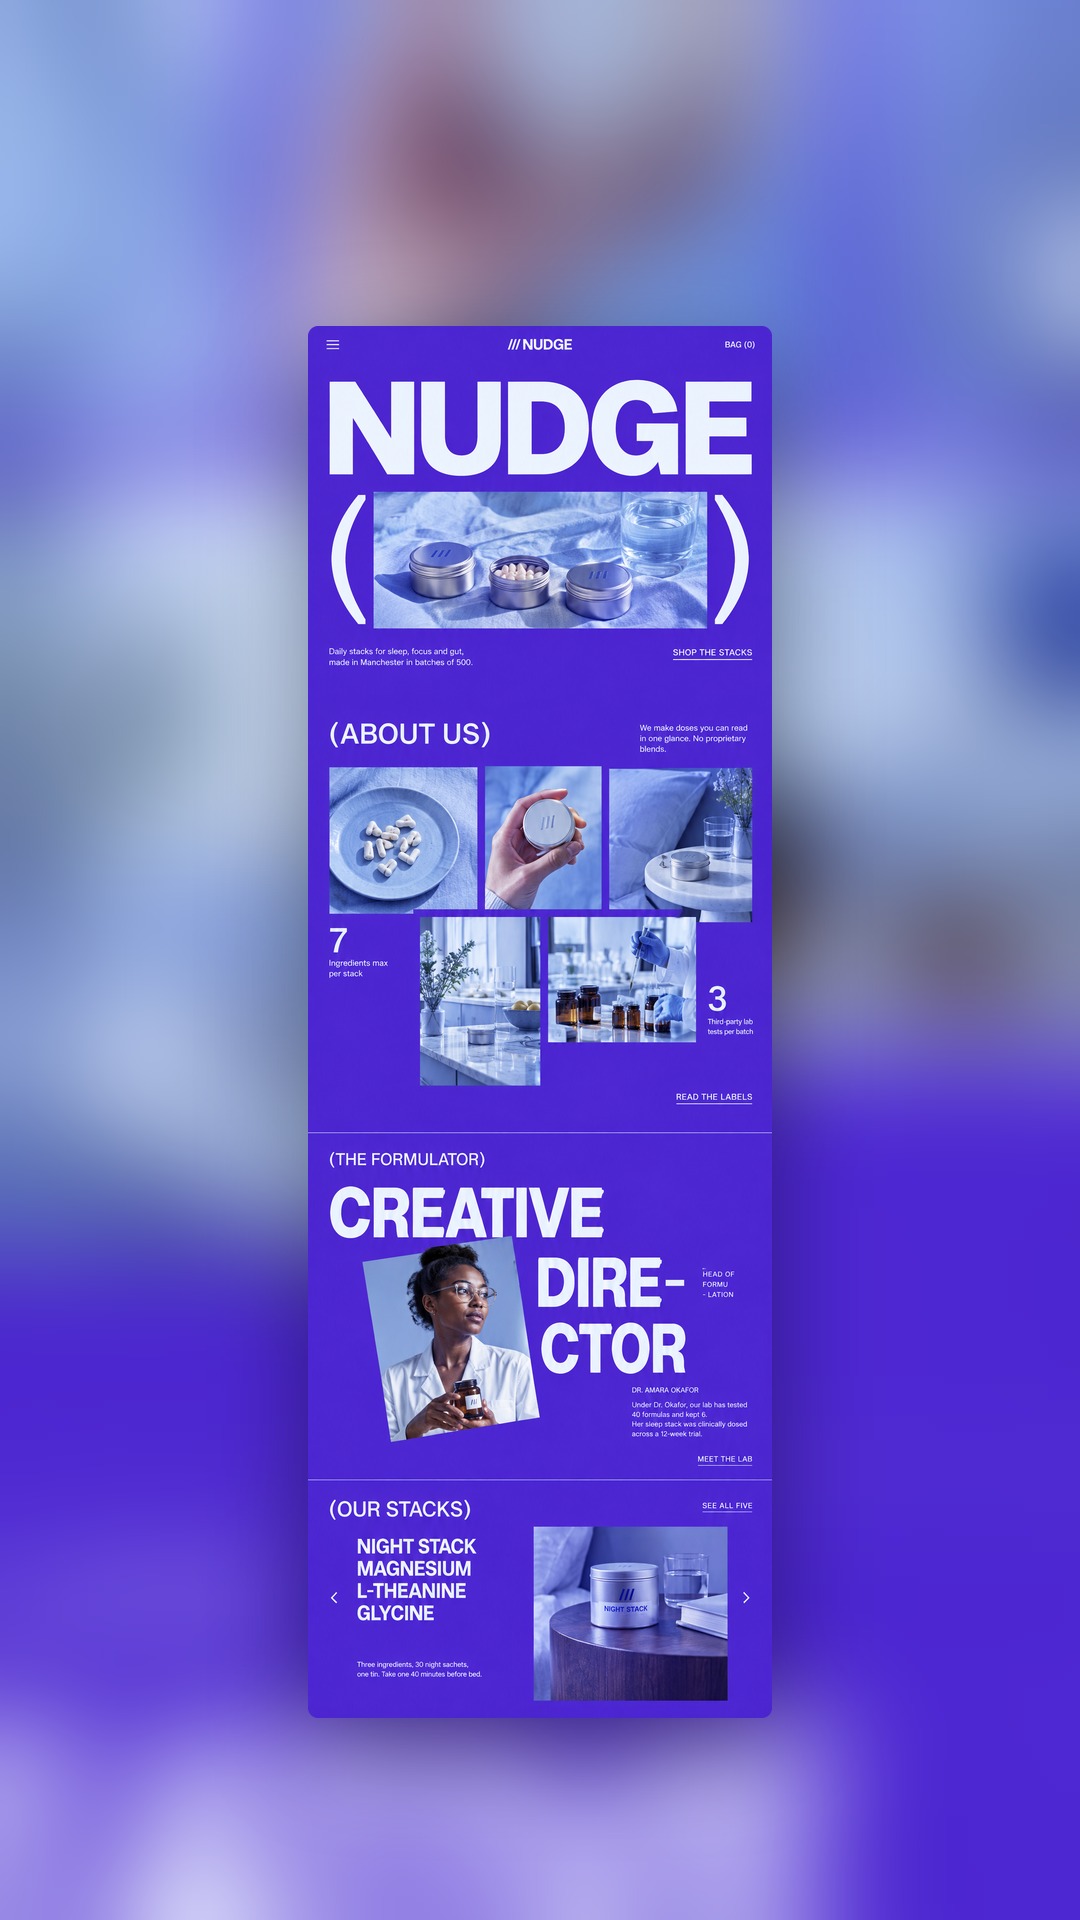 /// NUDGE
BAG (0)
NUDGE
( )
Daily stacks for sleep, focus and gut,
made in Manchester in batches of 500.
SHOP THE STACKS
(ABOUT US)
We make doses you can read
in one glance. No proprietary
blends.
7
Ingredients max
per stack
3
Third-party lab
tests per batch
READ THE LABELS
(THE FORMULATOR)
CREATIVE
DIRE-
CTOR
–
HEAD OF
FORMU
- LATION
DR. AMARA OKAFOR
Under Dr. Okafor, our lab has tested
40 formulas and kept 6.
Her sleep stack was clinically dosed
across a 12-week trial.
MEET THE LAB
(OUR STACKS)
SEE ALL FIVE
NIGHT STACK
MAGNESIUM
L-THEANINE
GLYCINE
Three ingredients, 30 night sachets,
one tin. Take one 40 minutes before bed.
///
NIGHT STACK